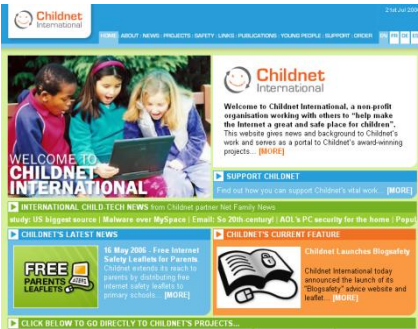 Childnet
International
21st Jul 200
HOME ABOUT NEWS PROJECTS SAFETY LINKS PUBLICATIONS YOUNG PEOPLE SUPPORT ORDER EN FR DE ES
Childnet
International
Welcome to Childnet International, a non-profit
organisation working with others to "help make
the Internet a great and safe place for children",
This website gives news and background to Childnet's
work and serves as a portal to Childnet's award-winning
projects... [MORE]
WELCOME TO
CHILDNET
INTERNATIONAL
SUPPORT CHILDNET
Find out how you can support Childnet's vital work... [MORE]
INTERNATIONAL CHILD-TECH NEWS from Childnet partner Net Family News
study: US biggest source | Malware over MySpace | Email: So 20th-century! | AOL's PC security for the home | Popul
CHILDNET'S LATEST NEWS
FREE
PARENTS
LEAFLETS
16 May 2006 - Free Internet
Safety Leaflets for Parents
Childnet extends its reach to
parents by distributing free
internet safety leaflets to
primary schools... [MORE]
CHILDNET'S CURRENT FEATURE
Childnet Launches Blogsafety
Childnet International today
announced the launch of its
"Blogsafety" advice website and
leaflet... [MORE]
CLICK BELOW TO GO DIRECTLY TO CHILDNET'S PROJECTS...